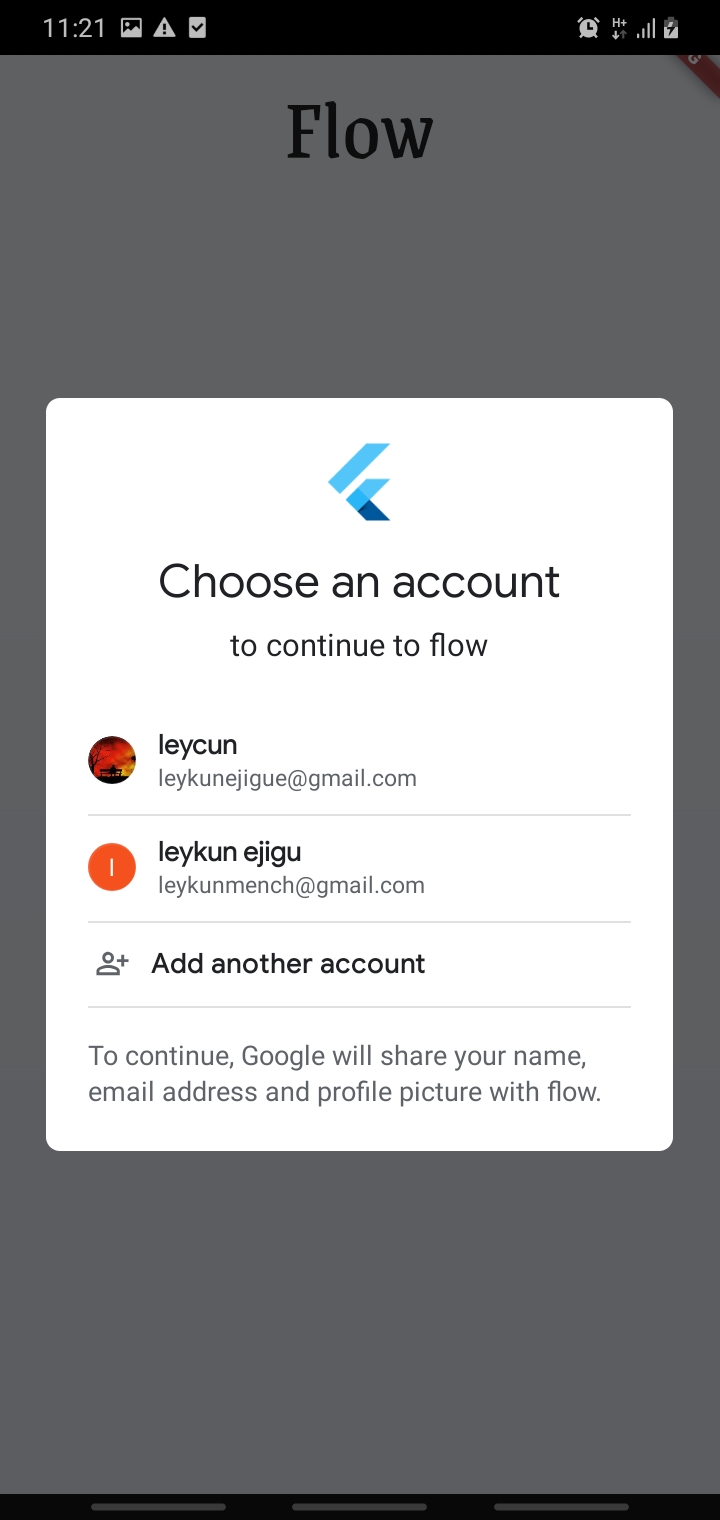 11:21
H+
G
Flow
Choose an account
to continue to flow
leycun
leykunejigue@gmail.com
l
leykun ejigu
leykunmench@gmail.com
Add another account
To continue, Google will share your name,
email address and profile picture with flow.